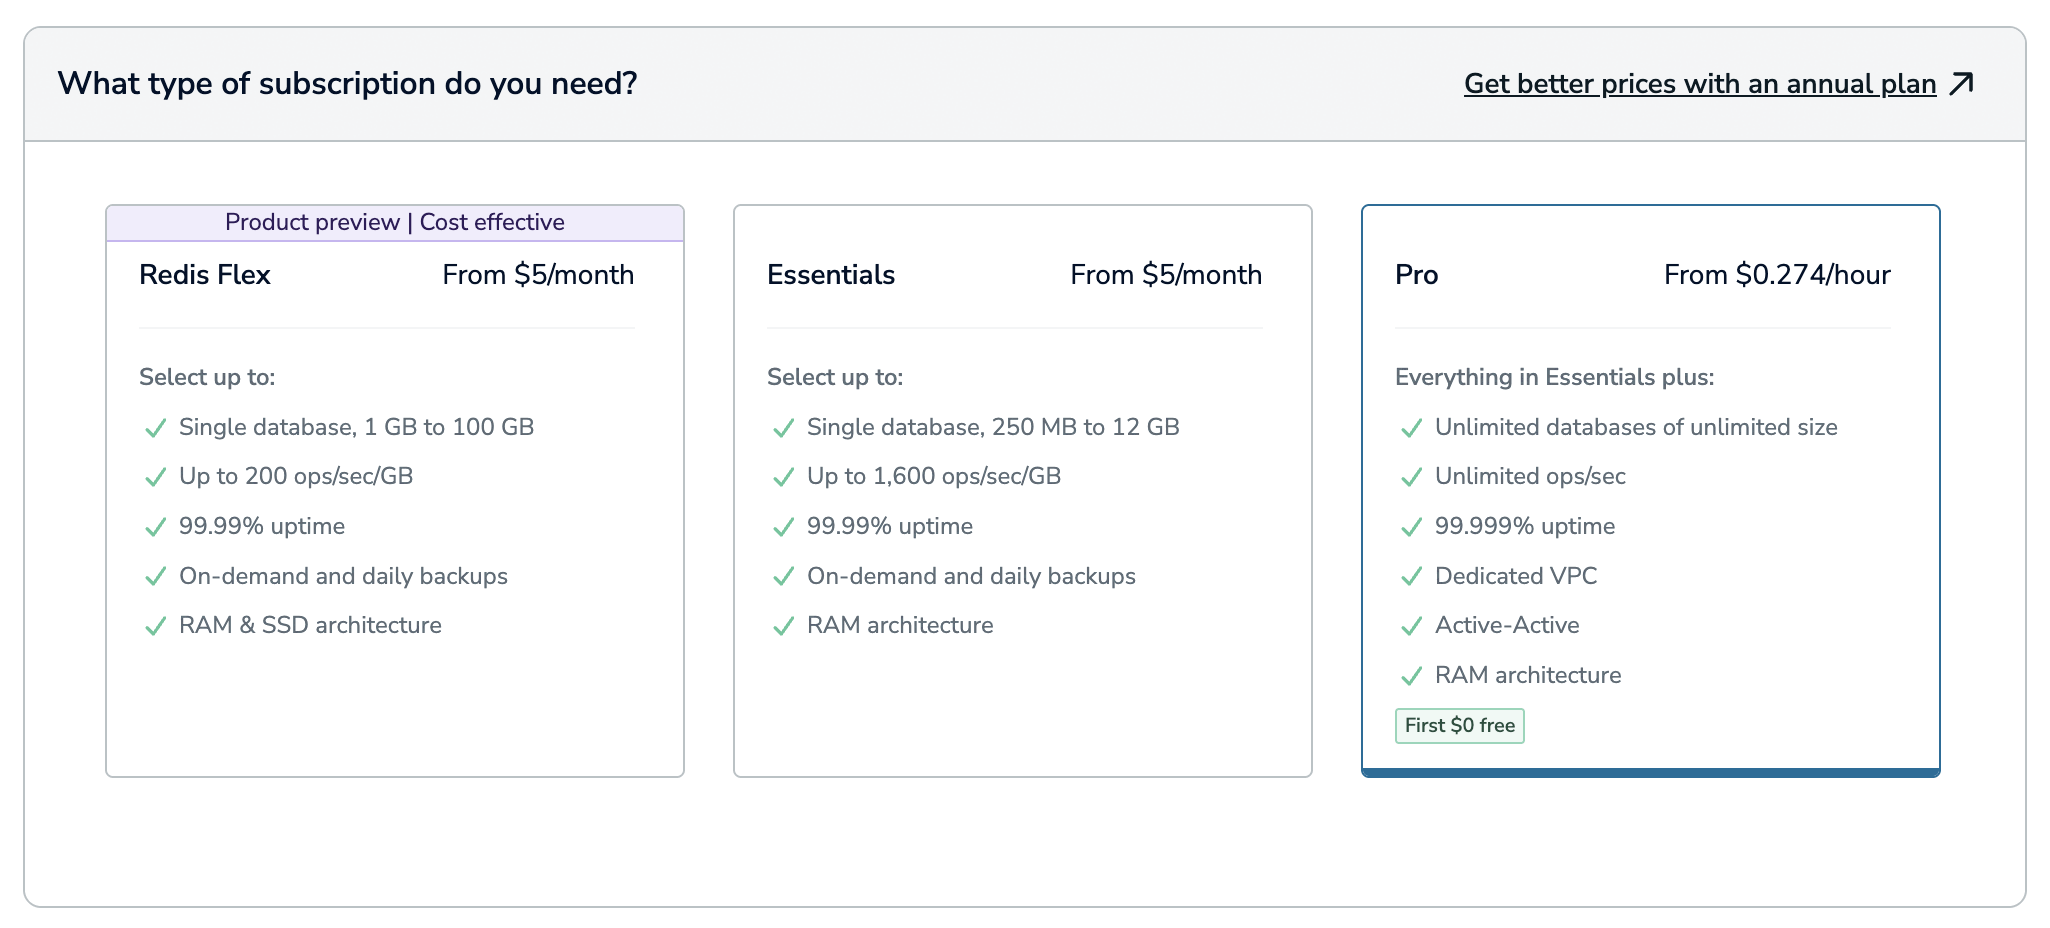 What type of subscription do you need?
Get better prices with an annual plan
Product preview | Cost effective
Redis Flex From $5/month
Select up to:
Single database, 1 GB to 100 GB
Up to 200 ops/sec/GB
99.99% uptime
On-demand and daily backups
RAM & SSD architecture
Essentials From $5/month
Select up to:
Single database, 250 MB to 12 GB
Up to 1,600 ops/sec/GB
99.99% uptime
On-demand and daily backups
RAM architecture
Pro From $0.274/hour
Everything in Essentials plus:
Unlimited databases of unlimited size
Unlimited ops/sec
99.999% uptime
Dedicated VPC
Active-Active
RAM architecture
First $0 free